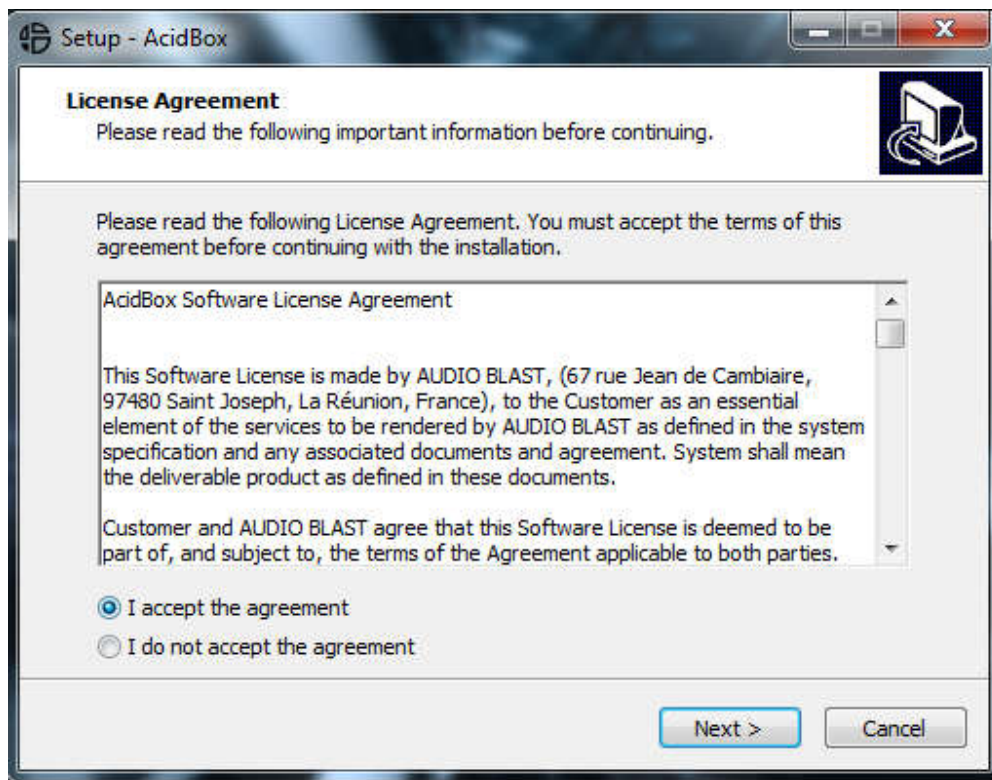 Setup - AcidBox
License Agreement
Please read the following important information before continuing.
Please read the following License Agreement. You must accept the terms of this
agreement before continuing with the installation.
AcidBox Software License Agreement
This Software License is made by AUDIO BLAST, (67 rue Jean de Cambiaire,
97480 Saint Joseph, La Réunion, France), to the Customer as an essential
element of the services to be rendered by AUDIO BLAST as defined in the system
specification and any associated documents and agreement. System shall mean
the deliverable product as defined in these documents.
Customer and AUDIO BLAST agree that this Software License is deemed to be
part of, and subject to, the terms of the Agreement applicable to both parties.
I accept the agreement
I do not accept the agreement
Next >
Cancel